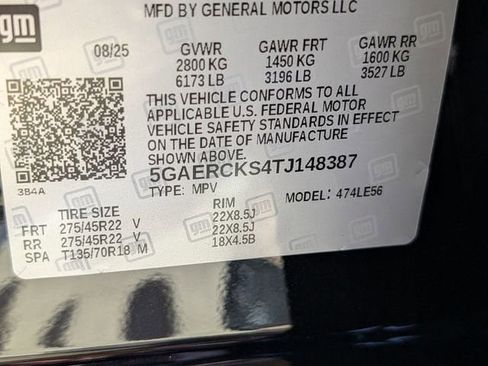 gm
MFD BY GENERAL MOTORS LLC
08/25 GVWR GAWR FRT GAWR RR
2800 KG 1450 KG 1600 KG
6173 LB 3196 LB 3527 LB
THIS VEHICLE CONFORMS TO ALL
APPLICABLE U.S. FEDERAL MOTOR
VEHICLE SAFETY STANDARDS IN EFFECT
ON THE DATE OF MANUFACTURE
SHOWN ABOVE.
3B4A 5GAERCKS4TJ148387
TYPE: MPV MODEL: 474LE56
TIRE SIZE RIM
FRT 275/45R22 V 22X8.5J
RR 275/45R22 V 22X8.5J
SPA T135/70R18 M 18X4.5B